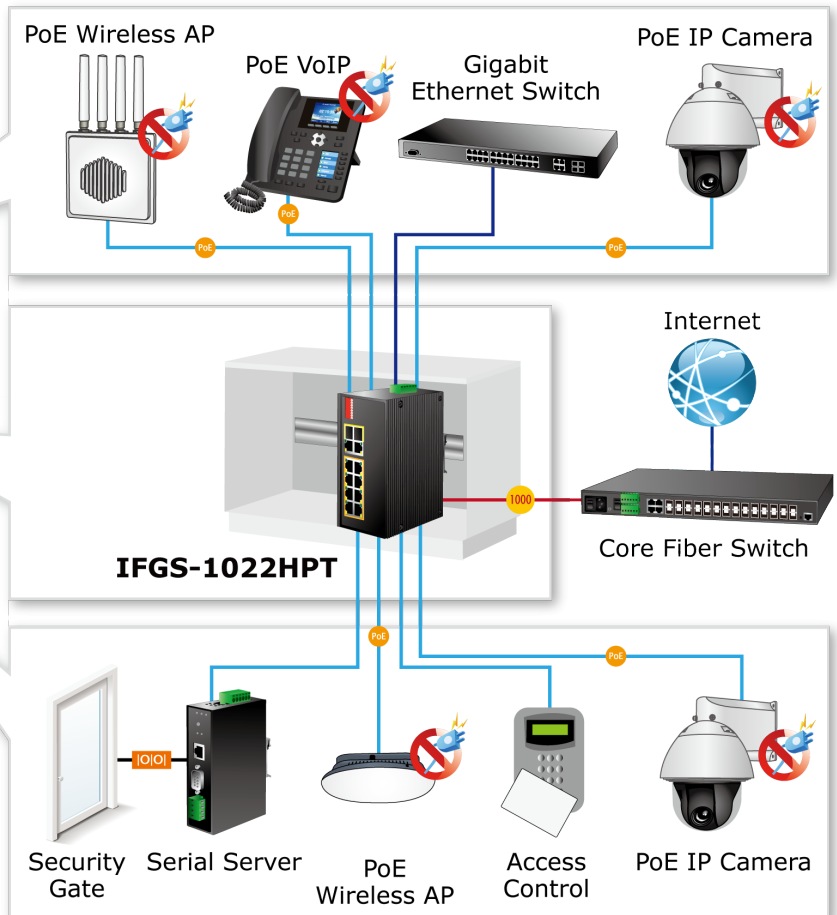 PoE Wireless AP
PoE VoIP
Gigabit
Ethernet Switch
PoE IP Camera
PoE
PoE
PoE
Internet
1000
Core Fiber Switch
IFGS-1022HPT
PoE
PoE
|O|O|
Security
Gate
Serial Server
PoE
Wireless AP
Access
Control
PoE IP Camera